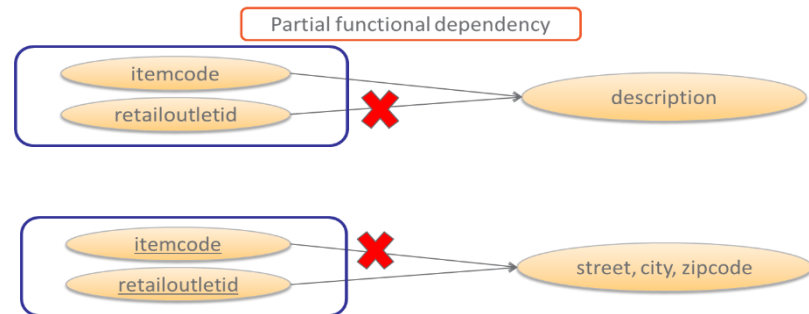 Partial functional dependency
itemcode
retailoutletid
description
itemcode
retailoutletid
street, city, zipcode